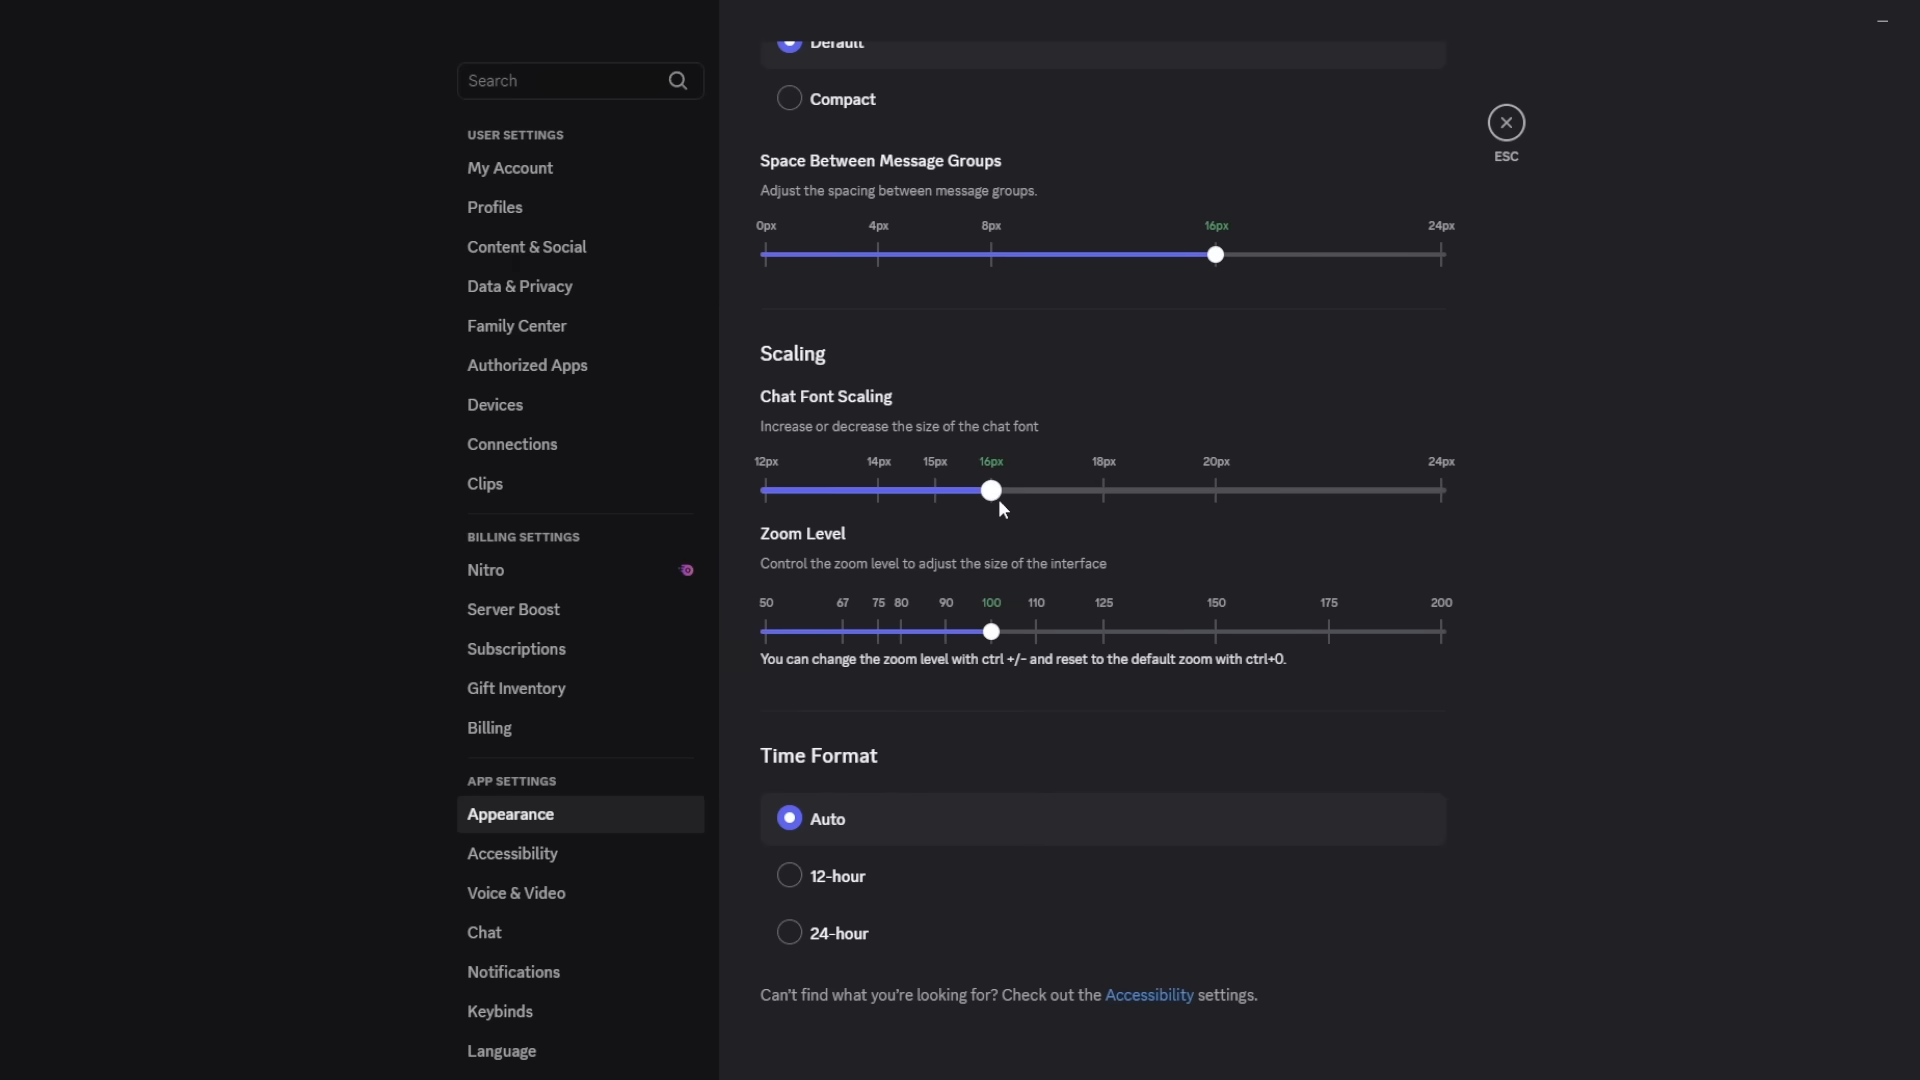 Search
USER SETTINGS
My Account
Profiles
Content & Social
Data & Privacy
Family Center
Authorized Apps
Devices
Connections
Clips
BILLING SETTINGS
Nitro
Server Boost
Subscriptions
Gift Inventory
Billing
APP SETTINGS
Appearance
Accessibility
Voice & Video
Chat
Notifications
Keybinds
Language
Default
Compact
Space Between Message Groups
Adjust the spacing between message groups.
0px 4px 8px 16px 24px
Scaling
Chat Font Scaling
Increase or decrease the size of the chat font
12px 14px 15px 16px 18px 20px 24px
Zoom Level
Control the zoom level to adjust the size of the interface
50 67 75 80 90 100 110 125 150 175 200
You can change the zoom level with ctrl +/- and reset to the default zoom with ctrl+0.
Time Format
Auto
12-hour
24-hour
Can't find what you're looking for? Check out the Accessibility settings.
ESC